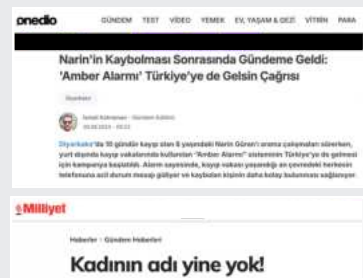 onedio GÜNDEM TEST VİDEO YEMEK EV, YAŞAM & GEZİ VİTRİN PARA
Narin'in Kaybolması Sonrasında Gündeme Geldi:
'Amber Alarmı' Türkiye'ye de Gelsin Çağrısı
Diyarbakır'da 10 gündür kayıp olan 8 yaşındaki Narin Güran'ı arama çalışmaları sürerken,
yurt dışında kayıp vakalarında kullanılan "Amber Alarmı" sisteminin Türkiye'ye de gelmesi
için kampanya başlatıldı. Alarm sayesinde, kayıp vakası yaşandığı an çevredeki herkesin
telefonuna acil durum mesajı gidiyor ve kaybolan kişinin daha kolay bulunması sağlanıyor.
Milliyet
Haberler › Gündem Haberleri
Kadının adı yine yok!